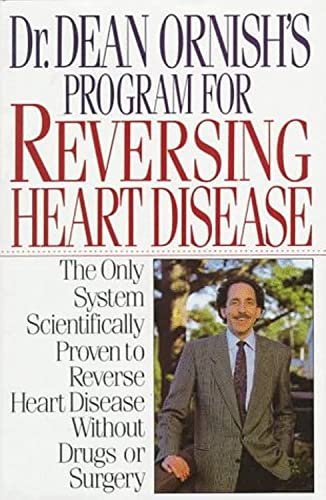 Dr. DEAN ORNISH'S
PROGRAM FOR
REVERSING
HEART DISEASE
The Only
System
Scientifically
Proven to
Reverse
Heart Disease
Without
Drugs or
Surgery